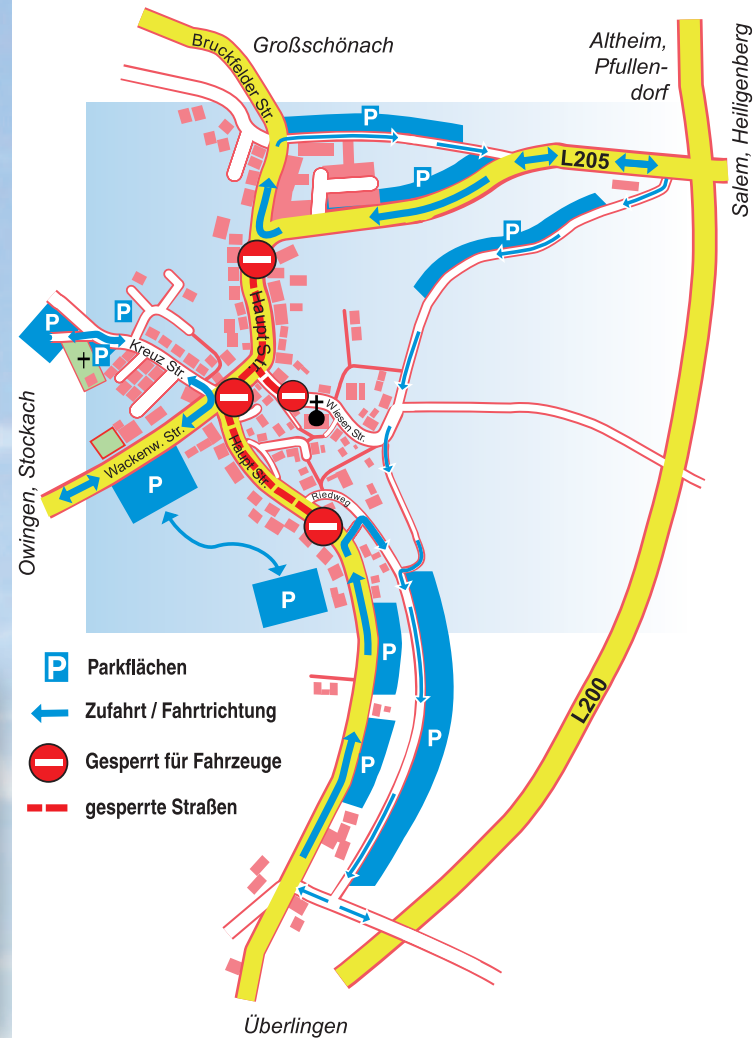 Bruckfelder Str.
Großschönach
Altheim,
Pfullen-
dorf
Salem, Heiligenberg
P
L205
P
P
Haupt Str.
P
P
P
Kreuz. Str.
Wiesen Str.
Wackenw. Str.
Haupt Str.
Owingen, Stockach
P
Riedweg
P
P
P
P
L200
P Parkflächen
Zufahrt / Fahrtrichtung
Gesperrt für Fahrzeuge
gesperrte Straßen
Überlingen